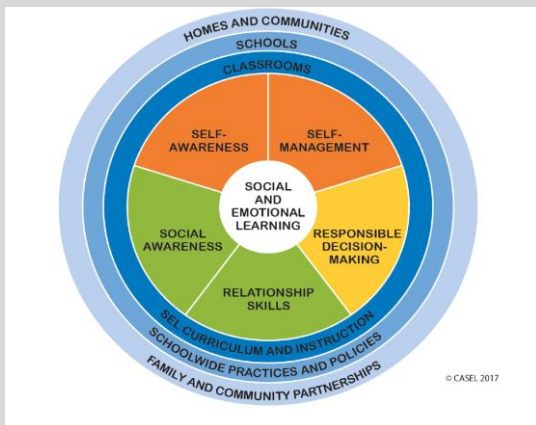 HOMES AND COMMUNITIES
SCHOOLS
CLASSROOMS
SELF-
AWARENESS
SELF-
MANAGEMENT
SOCIAL
AND
EMOTIONAL
LEARNING
SOCIAL
AWARENESS
RESPONSIBLE
DECISION-
MAKING
RELATIONSHIP
SKILLS
SEL CURRICULUM AND INSTRUCTION
SCHOOLWIDE PRACTICES AND POLICIES
FAMILY AND COMMUNITY PARTNERSHIPS
© CASEL 2017